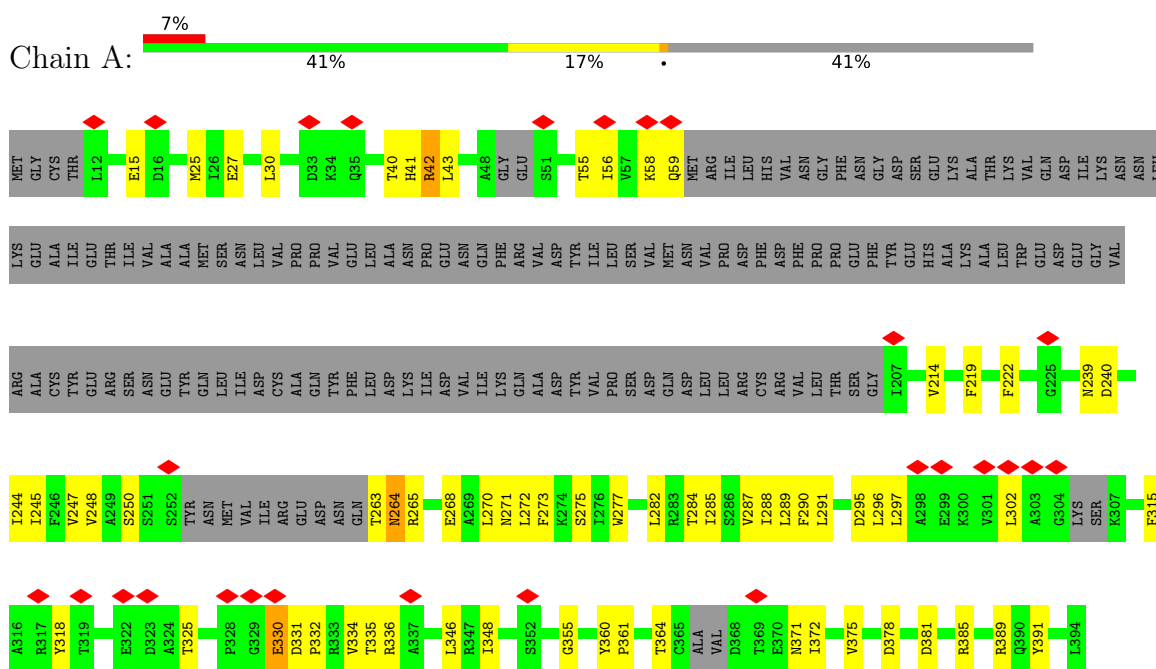 7%
Chain A:
41% 17% • 41%
MET GLY CYS THR L12 E15 D16 M25 I26 E27 L30 D33 K34 Q35 T40 H41 R42 L43 A48 GLY GLU S51 T55 I56 V57 K58 Q59 MET ARG ILE LEU HIS VAL ASN GLY PHE ASN GLY ASP SER GLU LYS ALA THR LYS VAL GLN ASP ILE LYS ASN ASN LEU
LYS GLU ALA ILE GLU THR ILE VAL ALA ALA MET SER ASN LEU VAL PRO PRO VAL GLU LEU ALA ASN PRO GLU ASN GLN PHE ARG VAL ASP TYR ILE LEU SER VAL MET ASN VAL PRO ASP PHE ASP PHE PRO PRO GLU PHE TYR GLU HIS ALA LYS ALA LEU TRP GLU ASP GLU GLY VAL
ARG ALA CYS TYR GLU ARG SER ASN GLU TYR GLN LEU ILE ASP CYS ALA GLN TYR PHE LEU ASP LYS ILE ASP VAL ILE LYS GLN ALA ASP TYR VAL PRO SER ASP GLN ASP LEU LEU ARG CYS ARG VAL LEU THR SER GLY I207 V214 F219 F222 G225 N239 D240
I244 I245 F246 V247 V248 A249 S250 S251 S252 TYR ASN MET VAL ILE ARG GLU ASP ASN GLN T263 N264 R265 E268 A269 L270 N271 L272 F273 K274 S275 I276 W277 L282 R283 T284 I285 S286 V287 I288 L289 F290 L291 D295 L296 L297 A298 E299 K300 V301 L302 A303 G304 LYS SER K307 F315
A316 R317 Y318 T319 E322 D323 A324 T325 P328 G329 E330 D331 P332 R333 V334 T335 R336 A337 L346 R347 I348 S352 G355 Y360 P361 T364 C365 ALA VAL D368 T369 E370 N371 I372 V375 D378 D381 R385 R389 Q390 Y391 L394